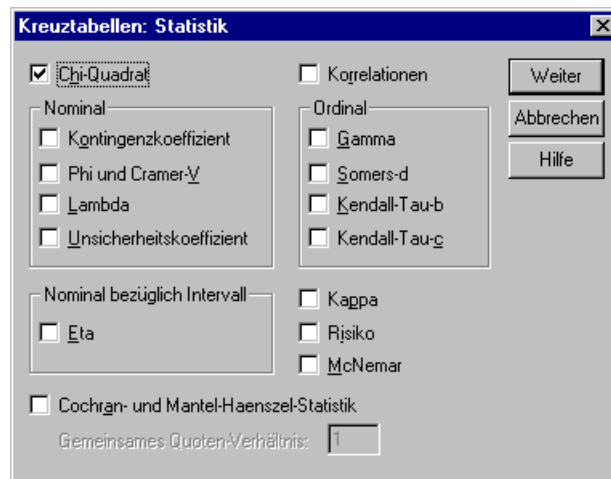 Kreuztabellen: Statistik
Chi-Quadrat
Korrelationen
Weiter
Abbrechen
Hilfe
Nominal
Kontingenzkoeffizient
Phi und Cramer-V
Lambda
Unsicherheitskoeffizient
Ordinal
Gamma
Somers-d
Kendall-Tau-b
Kendall-Tau-c
Nominal bezüglich Intervall
Eta
Kappa
Risiko
McNemar
Cochran- und Mantel-Haenszel-Statistik
Gemeinsames Quoten-Verhältnis: 1